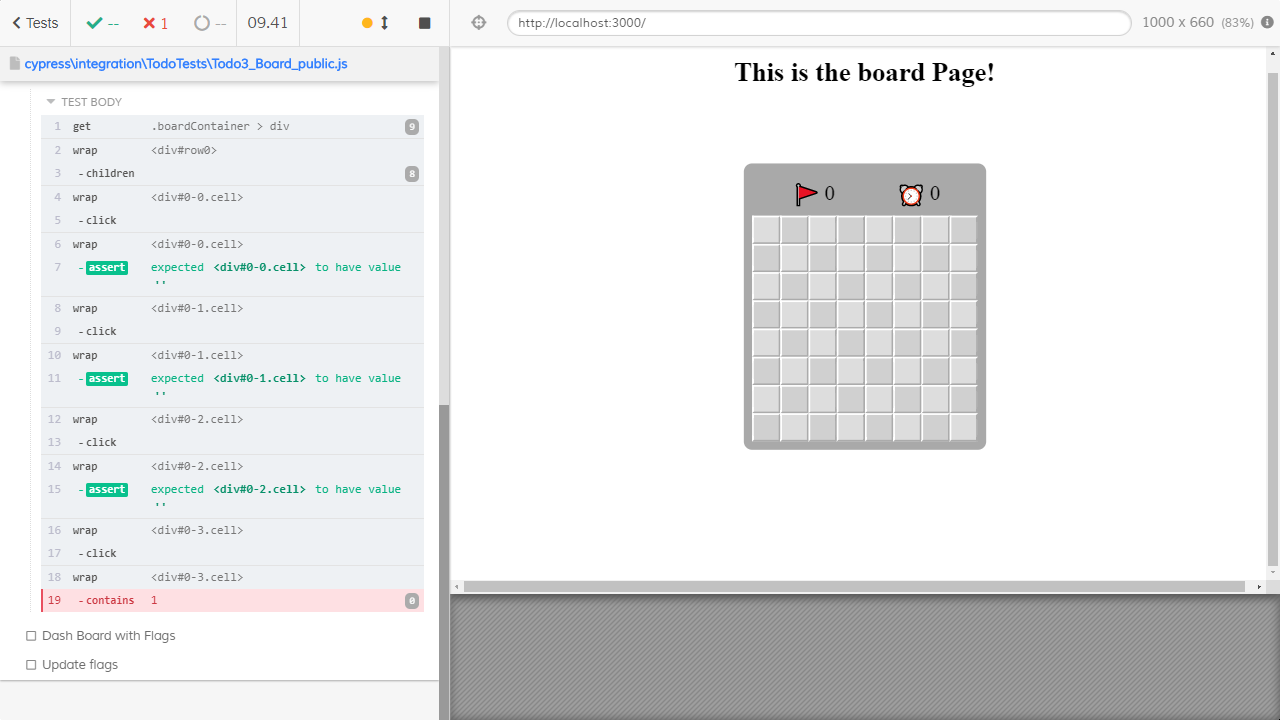 Tests -- 1 -- 09.41 http://localhost:3000/ 1000 x 660 (83%)
cypress\integration\TodoTests\Todo3_Board_public.js
TEST BODY
1 get .boardContainer > div 9
2 wrap <div#row0>
3 -children 8
4 wrap <div#0-0.cell>
5 -click
6 wrap <div#0-0.cell>
7 -assert expected <div#0-0.cell> to have value
''
8 wrap <div#0-1.cell>
9 -click
10 wrap <div#0-1.cell>
11 -assert expected <div#0-1.cell> to have value
''
12 wrap <div#0-2.cell>
13 -click
14 wrap <div#0-2.cell>
15 -assert expected <div#0-2.cell> to have value
''
16 wrap <div#0-3.cell>
17 -click
18 wrap <div#0-3.cell>
19 -contains 1 0
Dash Board with Flags
Update flags
This is the board Page!
0 0